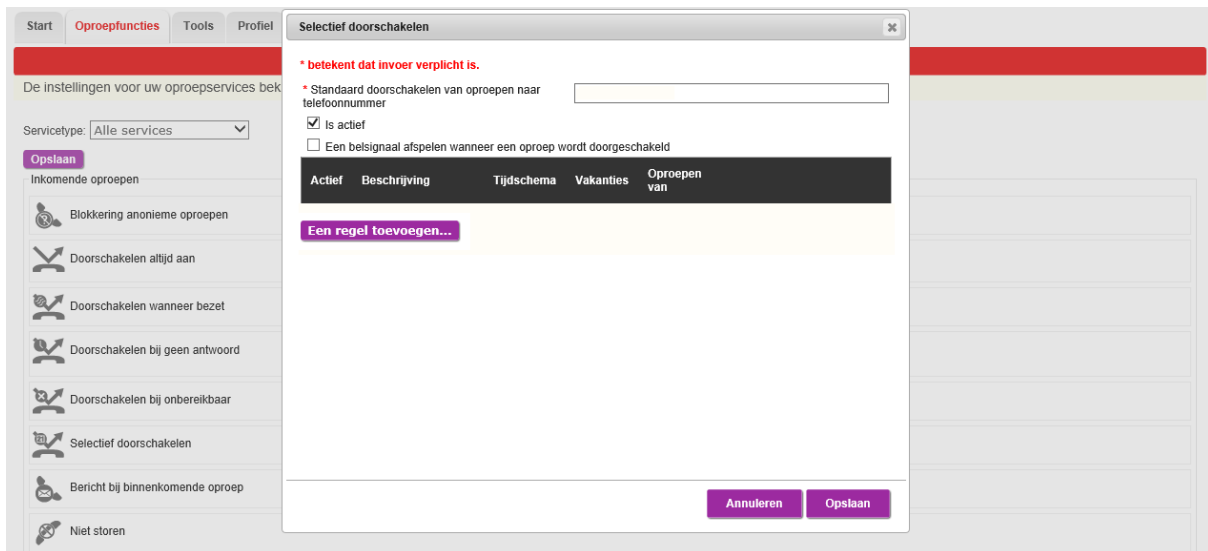 Start Oproepfuncties Tools Profiel
De instellingen voor uw oproepservices bek
Servicetype: Alle services
Opslaan
Inkomende oproepen
Blokkering anonieme oproepen
Doorschakelen altijd aan
Doorschakelen wanneer bezet
Doorschakelen bij geen antwoord
Doorschakelen bij onbereikbaar
Selectief doorschakelen
Bericht bij binnenkomende oproep
Niet storen
Selectief doorschakelen
* betekent dat invoer verplicht is.
* Standaard doorschakelen van oproepen naar
telefoonnummer
Is actief
Een belsignaal afspelen wanneer een oproep wordt doorgeschakeld
Actief Beschrijving Tijdschema Vakanties Oproepen
van
Een regel toevoegen...
Annuleren Opslaan